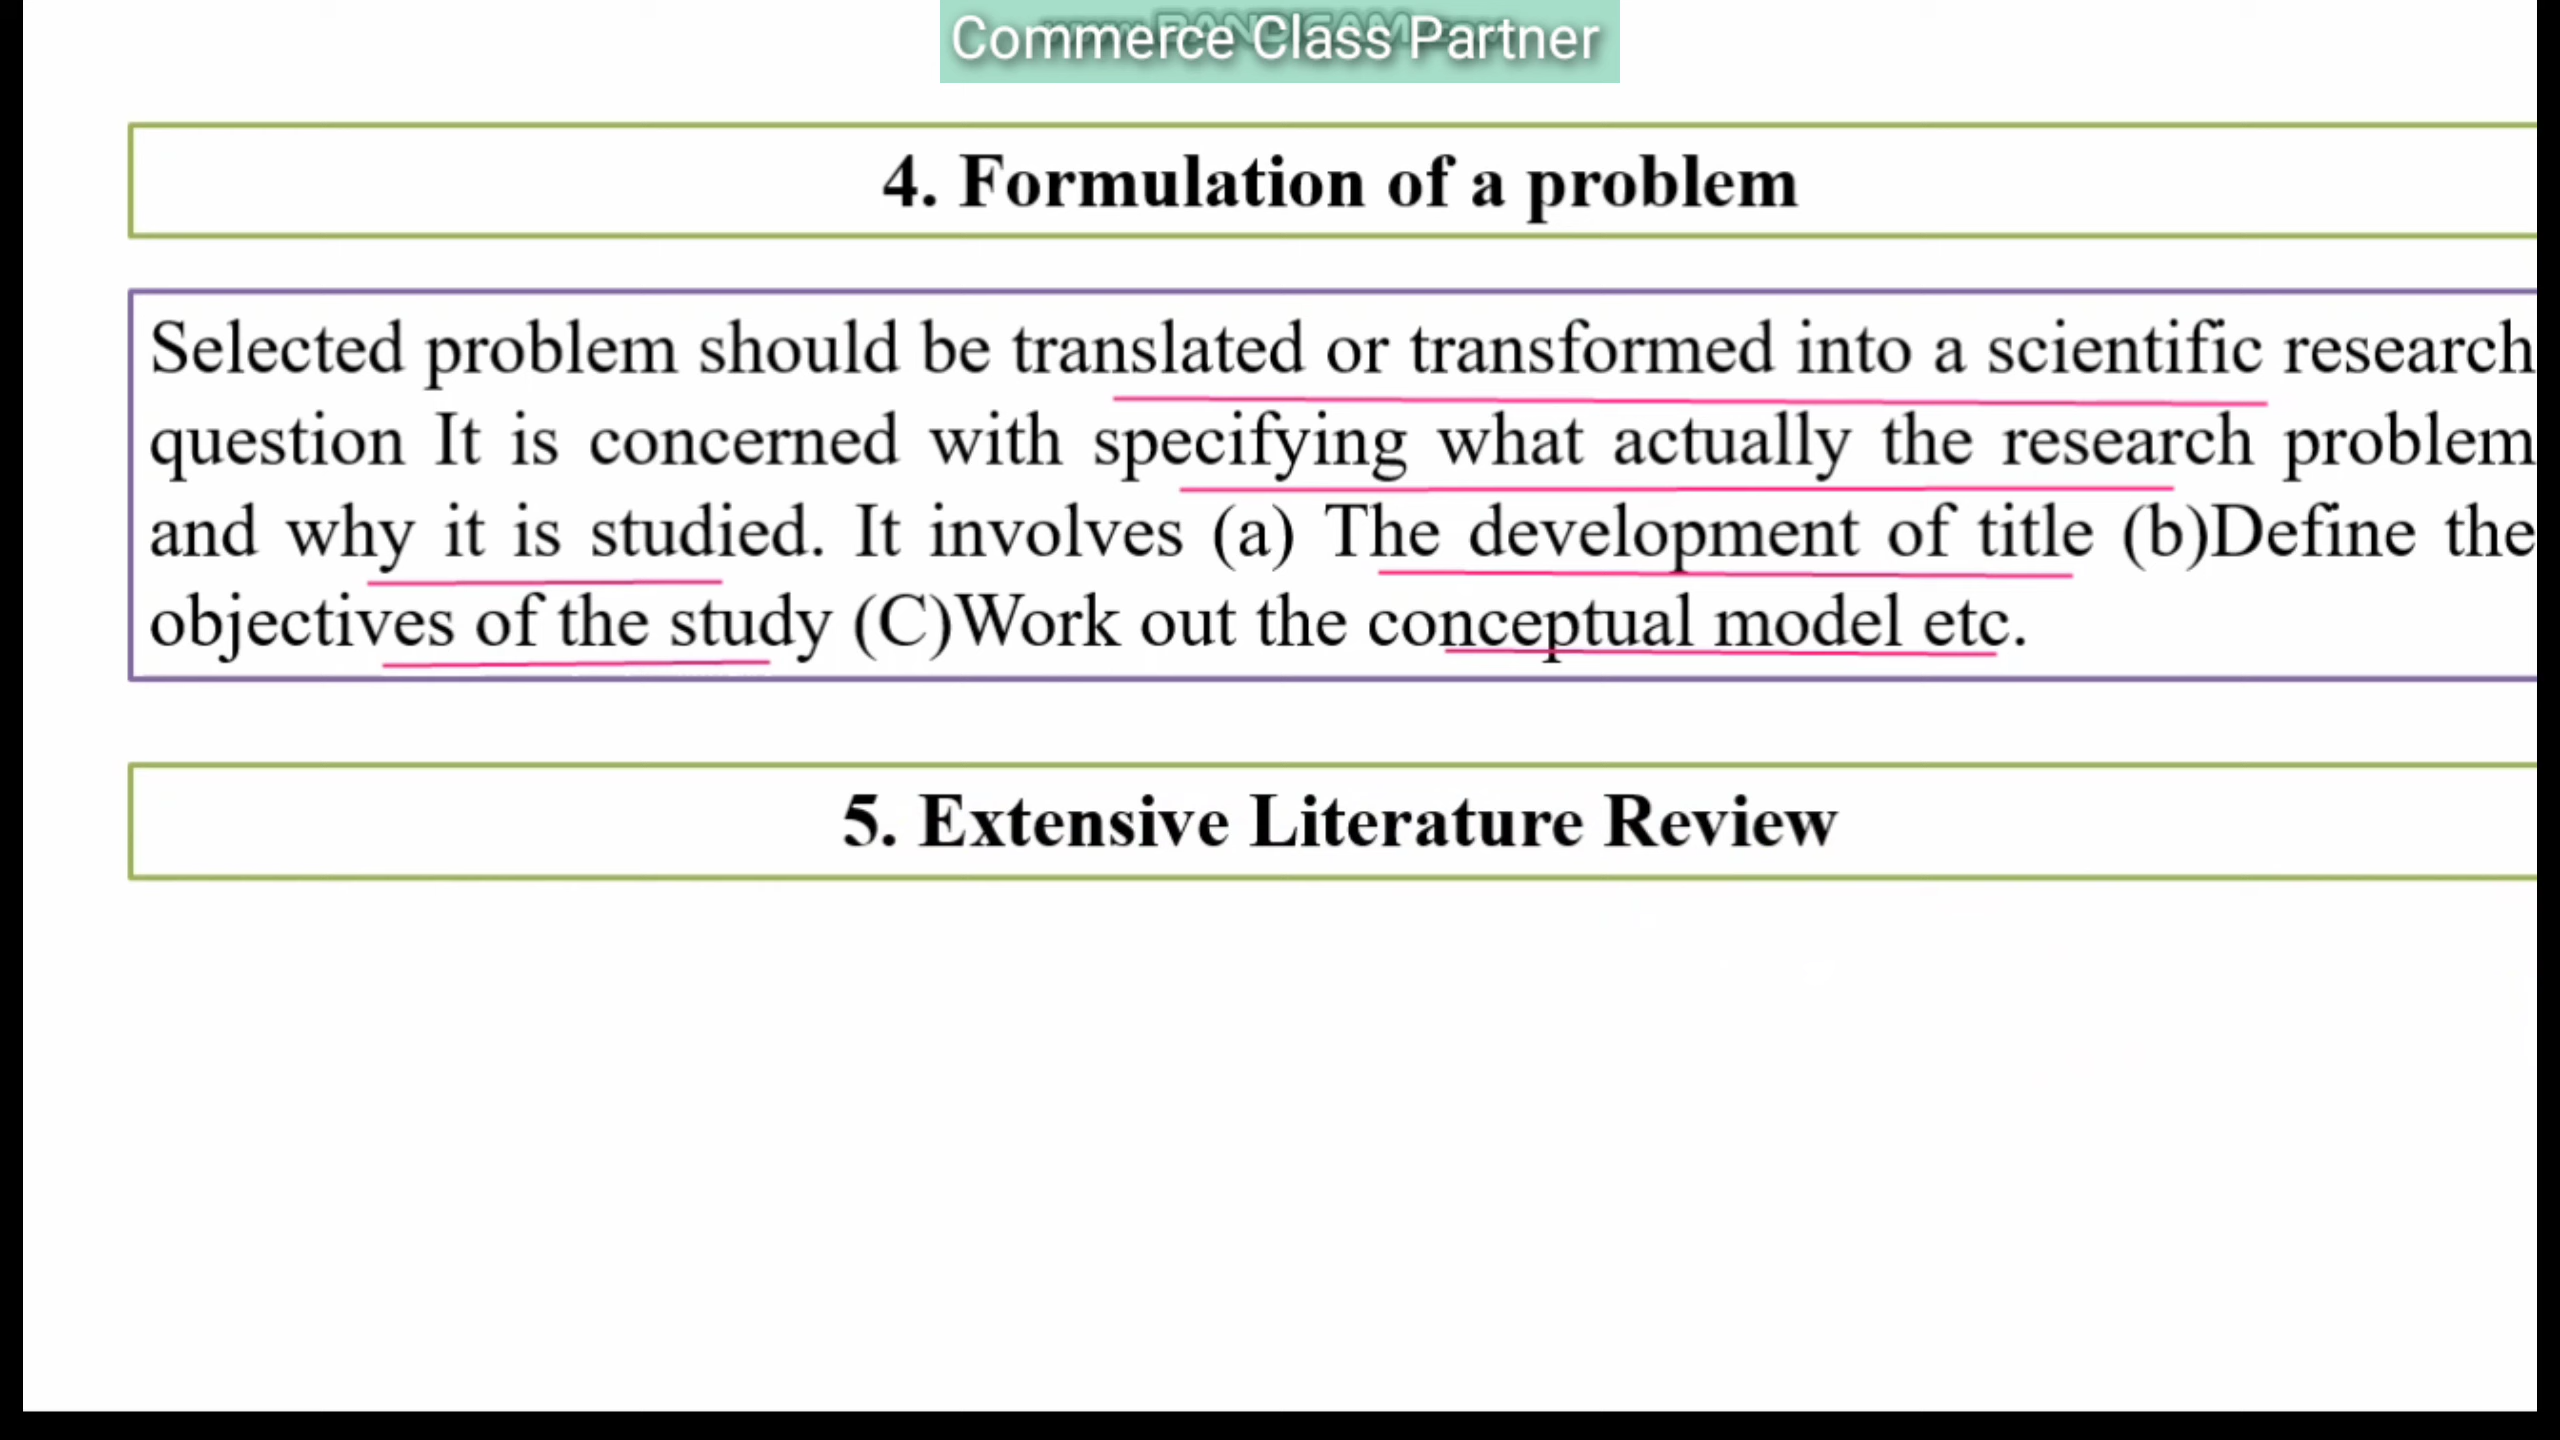 Commerce Class Partner
4. Formulation of a problem
Selected problem should be translated or transformed into a scientific research
question It is concerned with specifying what actually the research problem
and why it is studied. It involves (a) The development of title (b)Define the
objectives of the study (C)Work out the conceptual model etc.
5. Extensive Literature Review